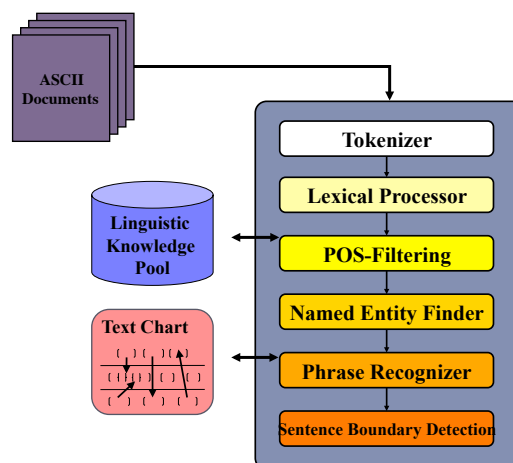 ASCII
Documents
Tokenizer
Lexical Processor
Linguistic
Knowledge
Pool
POS-Filtering
Named Entity Finder
Text Chart
Phrase Recognizer
Sentence Boundary Detection